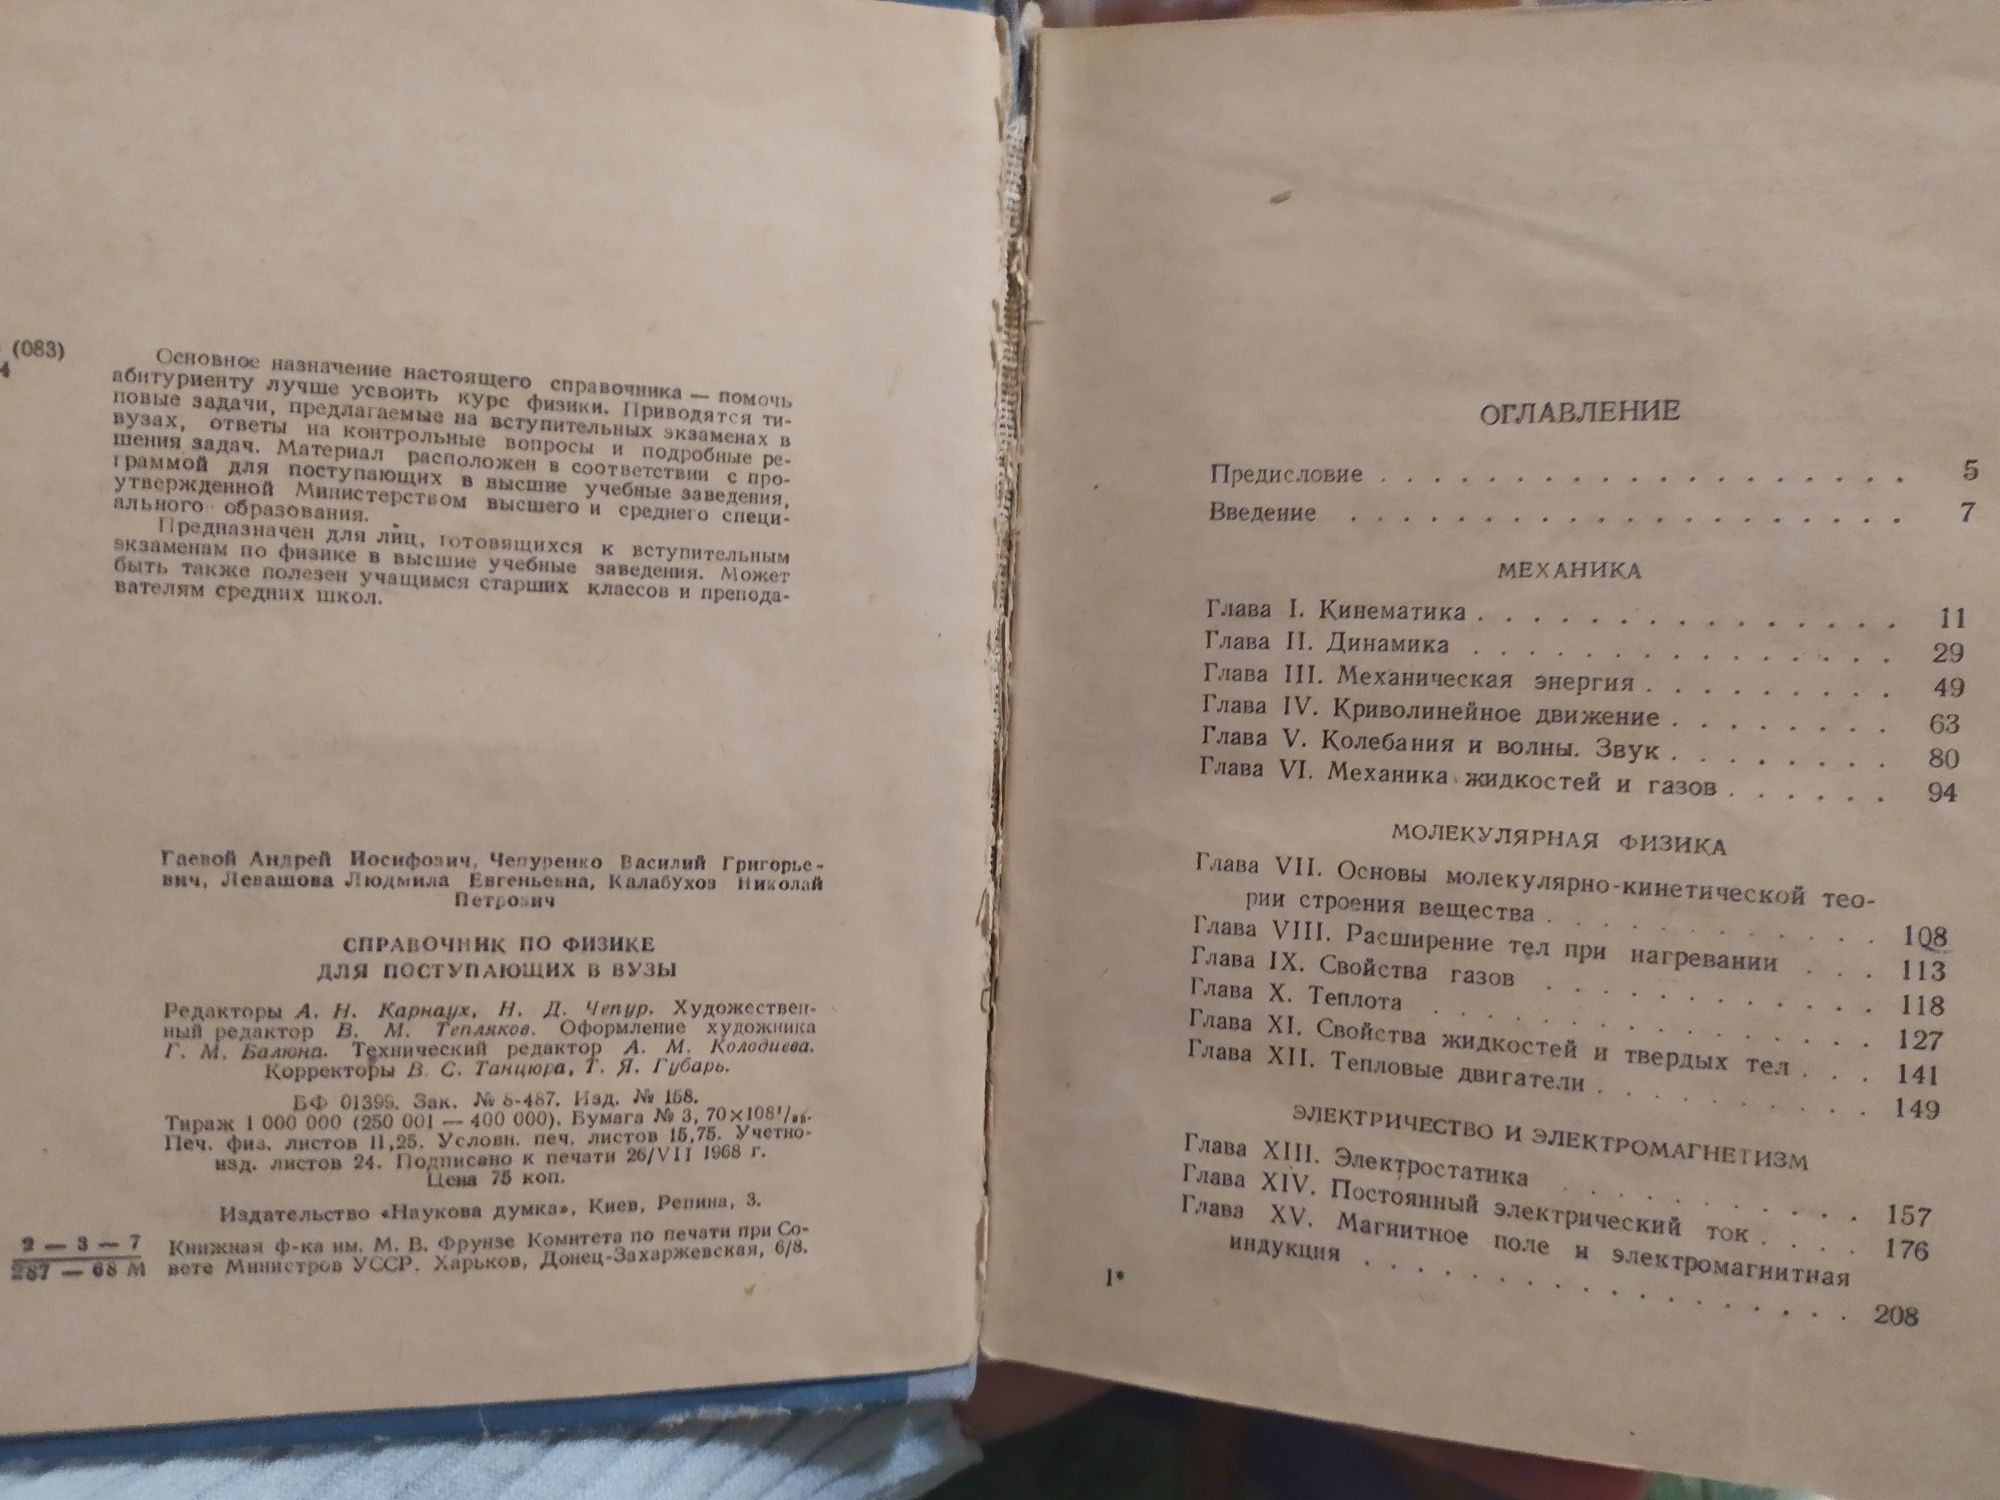 (083)
4
Основное назначение настоящего справочника — помочь
абитуриенту лучше усвоить курс физики. Приводятся ти-
повые задачи, предлагаемые на вступительных экзаменах в
вузах, ответы на контрольные вопросы и подробные ре-
шения задач. Материал расположен в соответствии с про-
граммой для поступающих в высшие учебные заведения,
утвержденной Министерством высшего и среднего специ-
ального образования.
Предназначен для лиц, готовящихся к вступительным
экзаменам по физике в высшие учебные заведения. Может
быть также полезен учащимся старших классов и препода-
вателям средних школ.
Гаевой Андрей Иосифович, Чепуренко Василий Григорье-
вич, Левашова Людмила Евгеньевна, Калабухов Николай
Петрович
СПРАВОЧНИК ПО ФИЗИКЕ
ДЛЯ ПОСТУПАЮЩИХ В ВУЗЫ
Редакторы А. Н. Карнаух, Н. Д. Чепур. Художествен-
ный редактор В. М. Тепляков. Оформление художника
Г. М. Балюна. Технический редактор А. М. Колодиева.
Корректоры В. С. Танцюра, Т. Я. Губарь.
БФ 01399. Зак. № 8-487. Изд. № 158.
Тираж 1 000 000 (250 001 — 400 000). Бумага № 3, 70×108¹/₃₂.
Печ. физ. листов 11,25. Условн. печ. листов 15,75. Учетно-
изд. листов 24. Подписано к печати 26/VII 1968 г.
Цена 75 коп.
Издательство «Наукова думка», Киев, Репина, 3.
2 — 3 — 7
287 — 68 М
Книжная ф-ка им. М. В. Фрунзе Комитета по печати при Со-
вете Министров УССР. Харьков, Донец-Захаржевская, 6/8.
ОГЛАВЛЕНИЕ
Предисловие . . . . . . . . . . . . . . . . . . . . 5
Введение . . . . . . . . . . . . . . . . . . . . . 7
МЕХАНИКА
Глава I. Кинематика . . . . . . . . . . . . . . . . 11
Глава II. Динамика . . . . . . . . . . . . . . . . 29
Глава III. Механическая энергия . . . . . . . . . . 49
Глава IV. Криволинейное движение . . . . . . . . . 63
Глава V. Колебания и волны. Звук . . . . . . . . . 80
Глава VI. Механика жидкостей и газов . . . . . . 94
МОЛЕКУЛЯРНАЯ ФИЗИКА
Глава VII. Основы молекулярно-кинетической тео-
рии строения вещества . . . . . . . . . . . . 108
Глава VIII. Расширение тел при нагревании . . . 113
Глава IX. Свойства газов . . . . . . . . . . . . . 118
Глава X. Теплота . . . . . . . . . . . . . . . . . 127
Глава XI. Свойства жидкостей и твердых тел . . . 141
Глава XII. Тепловые двигатели . . . . . . . . . . . 149
ЭЛЕКТРИЧЕСТВО И ЭЛЕКТРОМАГНЕТИЗМ
Глава XIII. Электростатика . . . . . . . . . . . . 157
Глава XIV. Постоянный электрический ток . . . . 176
Глава XV. Магнитное поле и электромагнитная
индукция . . . . . . . . . . . . . . . . . . . 208
1*